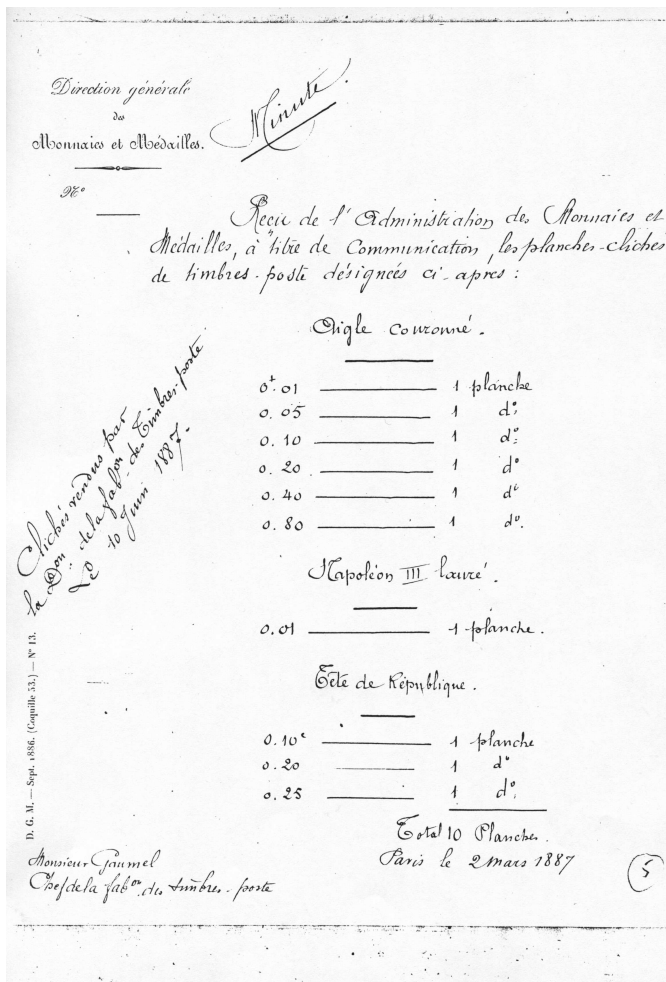 Direction générale
des
Monnaies et Médailles.
N°
Minute.
Reçu de l'Administration des Monnaies et
Médailles, à titre de Communication, les planches-clichés
de timbres-poste désignées ci-apres :
Aigle couronné.
0f.01 1 planche
0.05 1 d°
0.10 1 d°
0.20 1 d°
0.40 1 d°
0.80 1 d°.
Napoléon III lauré.
0.01 1 planche.
Tête de République.
0.10c 1 planche
0.20 1 d°
0.25 1 d°.
Total 10 Planches.
Paris le 2 mars 1887
Clichés rendus par
la Don de la fabon des Timbres-poste
Le 10 Juin 1887.
D. G. M. — Sept. 1886. (Coquille 53.) — N° 13.
Monsieur Gaumel
Chef de la fabon des timbres-poste
5